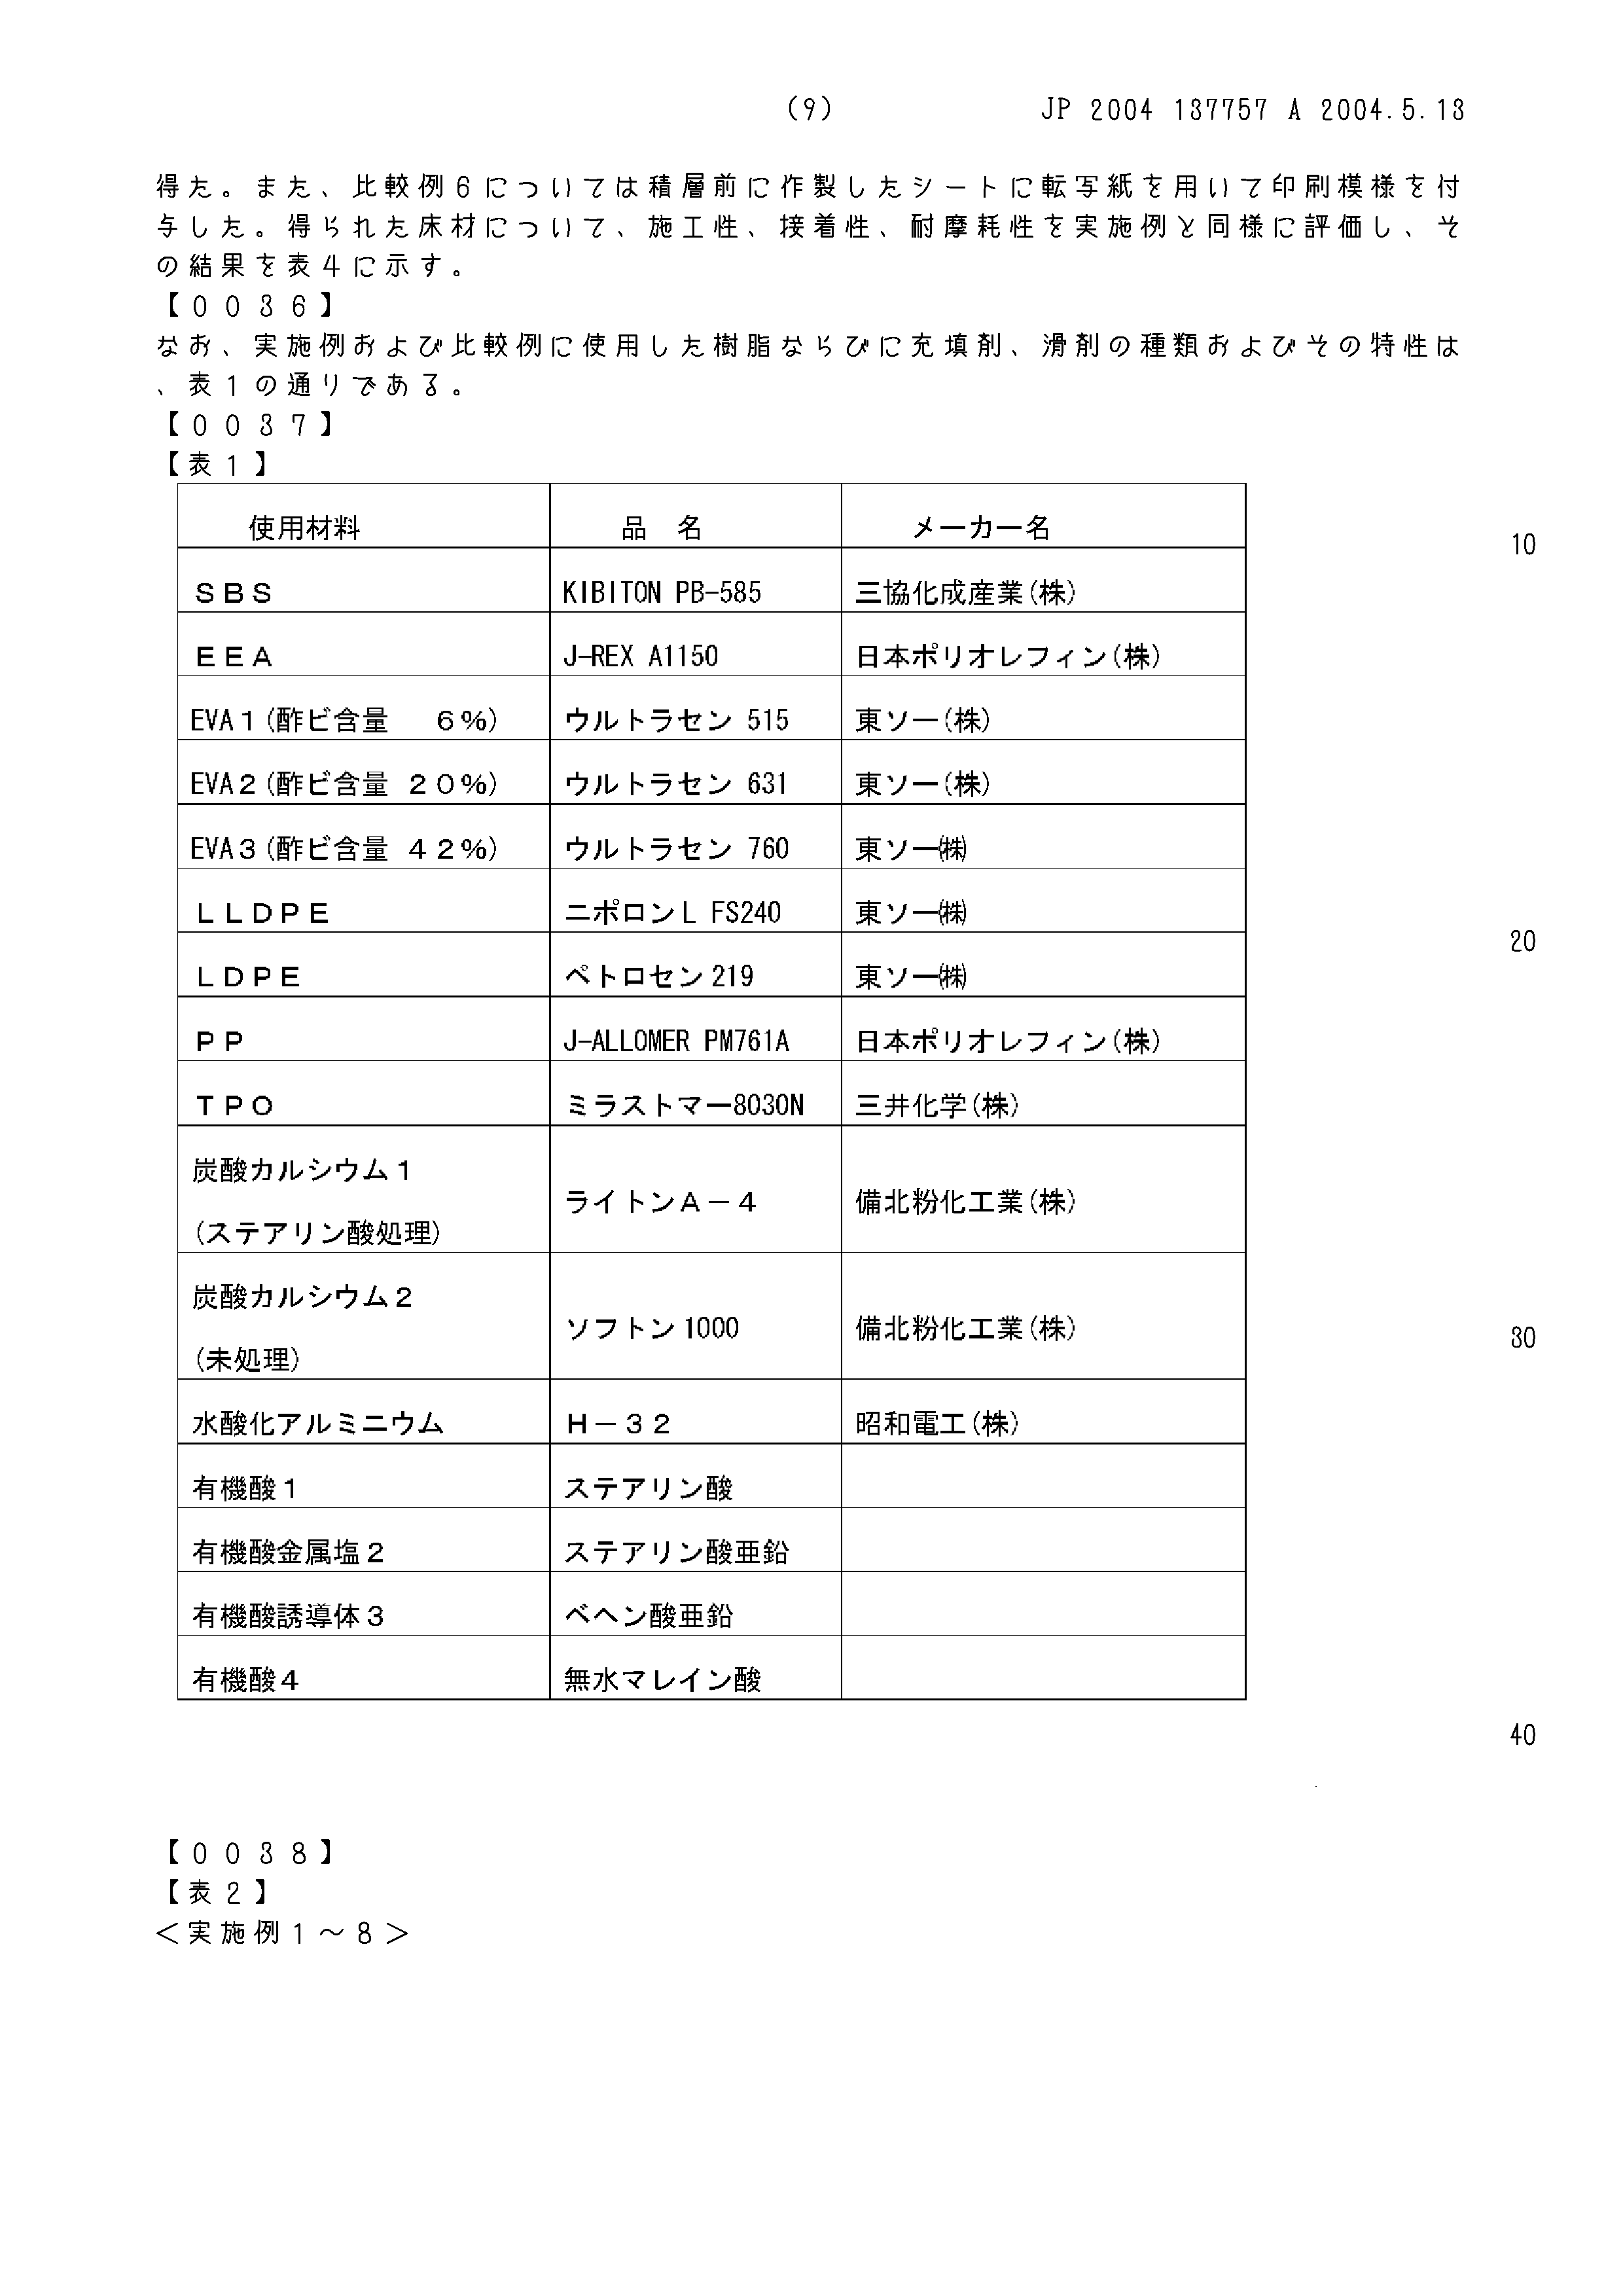 (9) JP 2004 137757 A 2004.5.13
得た。また、比較例6については積層前に作製したシートに転写紙を用いて印刷模様を付
与した。得られた床材について、施工性、接着性、耐摩耗性を実施例と同様に評価し、そ
の結果を表4に示す。
【0036】
なお、実施例および比較例に使用した樹脂ならびに充填剤、滑剤の種類およびその特性は
、表1の通りである。
【0037】
【表1】
使用材料 品 名 メーカー名
10
SBS KIBITON PB-585 三協化成産業(株)
EEA J-REX A1150 日本ポリオレフィン(株)
EVA1(酢ビ含量 6%) ウルトラセン 515 東ソー(株)
EVA2(酢ビ含量 20%) ウルトラセン 631 東ソー(株)
EVA3(酢ビ含量 42%) ウルトラセン 760 東ソー㈱
LLDPE ニポロンL FS240 東ソー㈱
20
LDPE ペトロセン219 東ソー㈱
PP J-ALLOMER PM761A 日本ポリオレフィン(株)
TPO ミラストマー8030N 三井化学(株)
炭酸カルシウム1
(ステアリン酸処理) ライトンA-4 備北粉化工業(株)
炭酸カルシウム2
(未処理) ソフトン1000 備北粉化工業(株)
30
水酸化アルミニウム H-32 昭和電工(株)
有機酸1 ステアリン酸
有機酸金属塩2 ステアリン酸亜鉛
有機酸誘導体3 ベヘン酸亜鉛
有機酸4 無水マレイン酸
40
【0038】
【表2】
<実施例1~8>